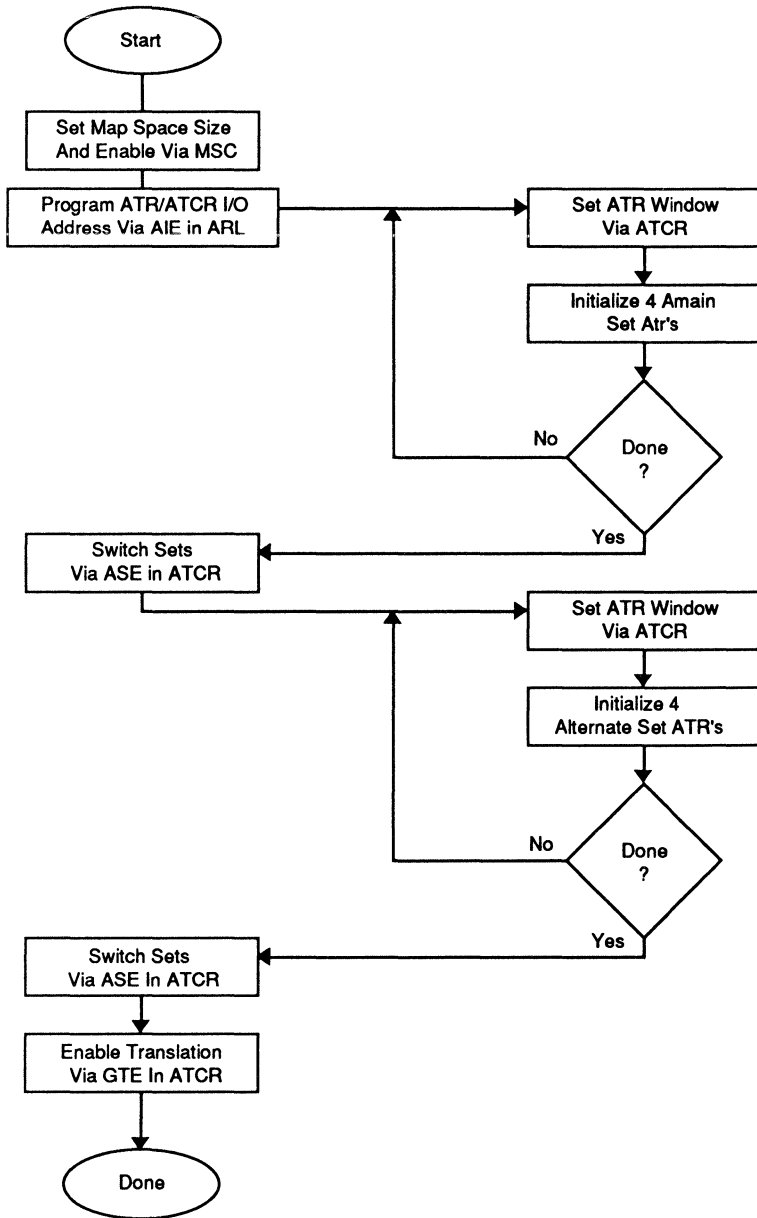 Start
Set Map Space Size
And Enable Via MSC
Program ATR/ATCR I/O
Address Via AIE in ARL
Set ATR Window
Via ATCR
Initialize 4 Amain
Set Atr's
Done
?
No
Yes
Switch Sets
Via ASE in ATCR
Set ATR Window
Via ATCR
Initialize 4
Alternate Set ATR's
Done
?
No
Yes
Switch Sets
Via ASE In ATCR
Enable Translation
Via GTE In ATCR
Done